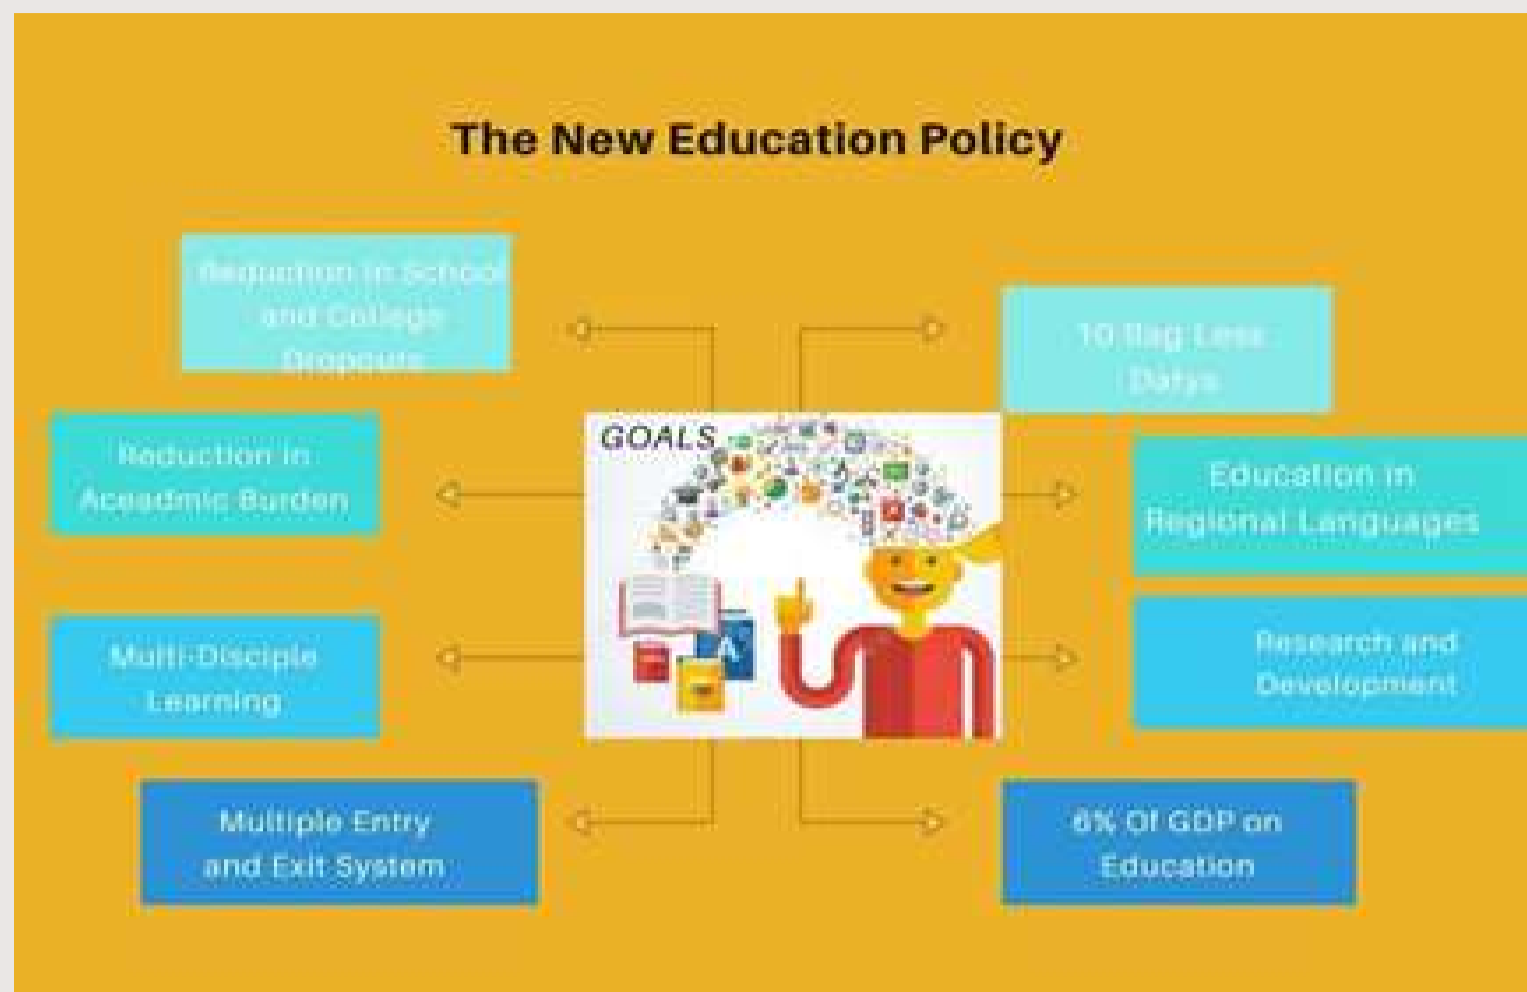 The New Education Policy
Reduction in School
and College
Dropouts
10 Bag Less
Datys
GOALS
Reduction in
Aceadmic Burden
Education in
Regional Languages
Multi-Disciple
Learning
Research and
Development
Multiple Entry
and Exit System
6% Of GDP on
Education